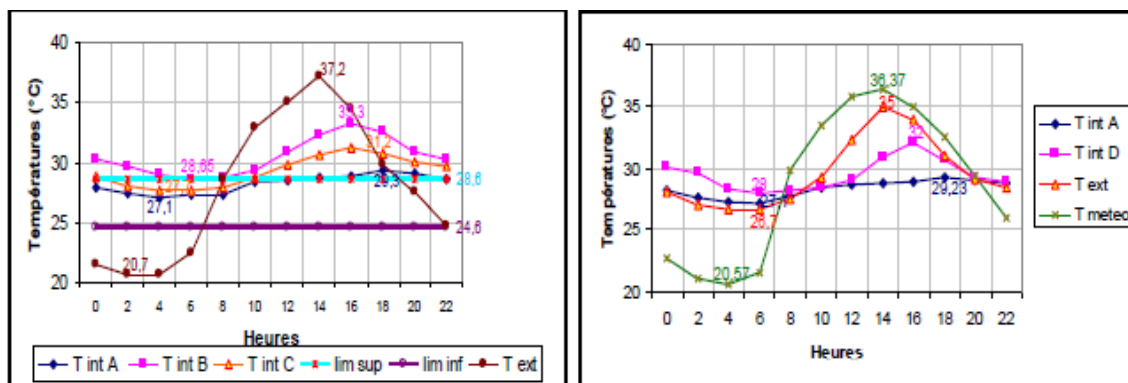 Températures (°C)
40
35
30
25
20
37,2
33,3
31,2
28,65
27
27,1
29,3
28,6
24,6
20,7
0 2 4 6 8 10 12 14 16 18 20 22
Heures
T int A T int B T int C lim sup lim inf T ext
Températures (°C)
40
35
30
25
20
36,37
35
32
28
26,7
29,23
20,57
0 2 4 6 8 10 12 14 16 18 20 22
Heures
T int A
T int D
T ext
T meteo